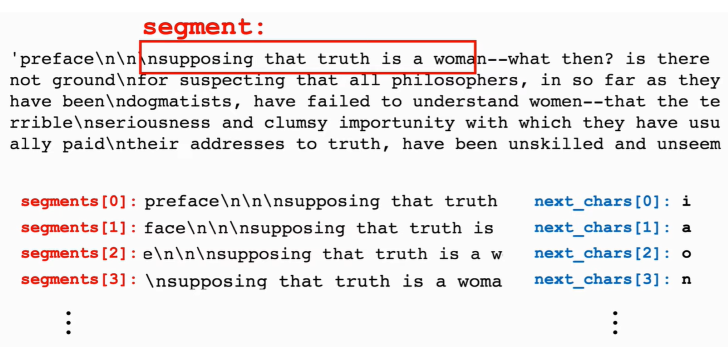 segment:
'preface\n\n\nsupposing that truth is a woman--what then? is there
not ground\nfor suspecting that all philosophers, in so far as they
have been\ndogmatists, have failed to understand women--that the te
rrible\nseriousness and clumsy importunity with which they have usu
ally paid\ntheir addresses to truth, have been unskilled and unseem
segments[0]: preface\n\n\nsupposing that truth next_chars[0]: i
segments[1]: face\n\n\nsupposing that truth is next_chars[1]: a
segments[2]: e\n\n\nsupposing that truth is a w next_chars[2]: o
segments[3]: \nsupposing that truth is a woma next_chars[3]: n